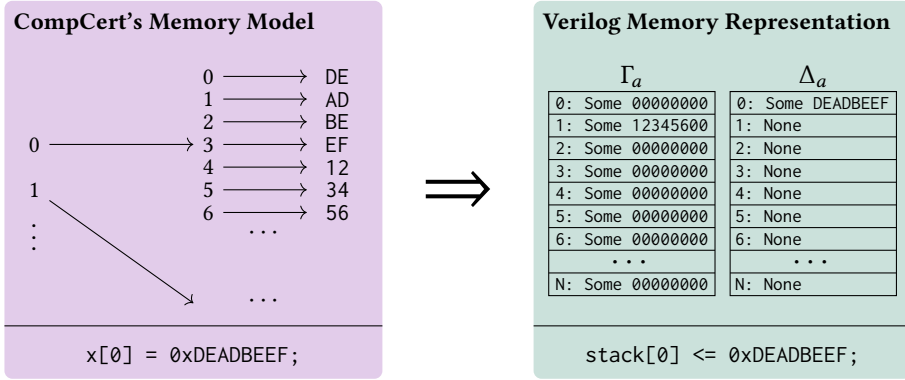 CompCert's Memory Model
0 DE
1 AD
2 BE
0 3 EF
4 12
1 5 34
6 56
⋮ ...
...
x[0] = 0xDEADBEEF;
⇒
Verilog Memory Representation
Γa Δa
0: Some 00000000 0: Some DEADBEEF
1: Some 12345600 1: None
2: Some 00000000 2: None
3: Some 00000000 3: None
4: Some 00000000 4: None
5: Some 00000000 5: None
6: Some 00000000 6: None
... ...
N: Some 00000000 N: None
stack[0] <= 0xDEADBEEF;